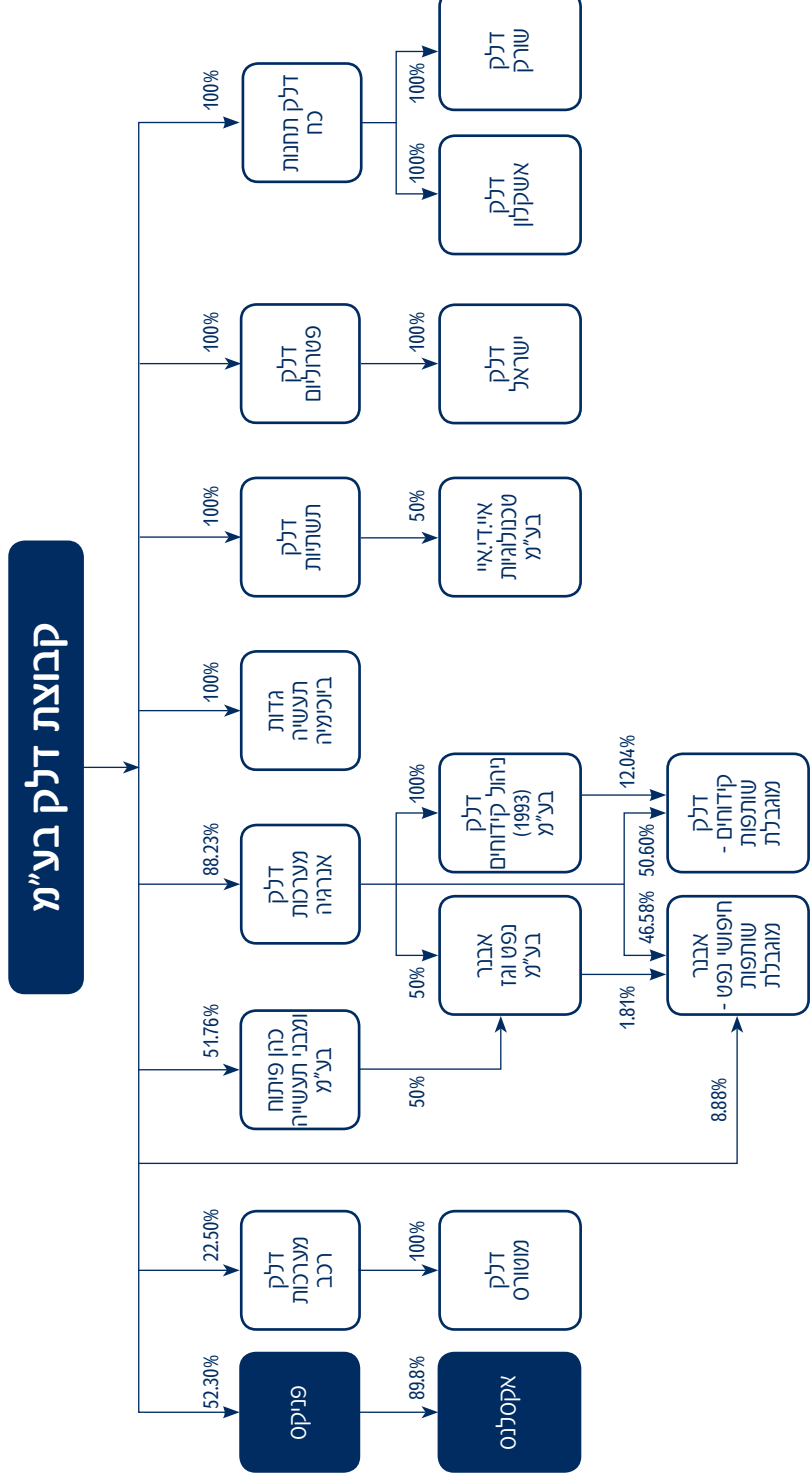 קבוצת דלק בע"מ
100%
דלק תחנות
כח
100%
דלק
שורק
100%
דלק
אשקלון
100%
דלק
פטרוליום
100%
דלק
ישראל
100%
דלק
תשתיות
50%
איי.די.איי
טכנולוגיות
בע"מ
100%
גדות
תעשיה
ביוכימיה
88.23%
דלק
מערכות
אנרגיה
100%
דלק
ניהול קידוחים
(1993)
בע"מ
12.04%
50.60%
דלק
קידוחים -
שותפות
מוגבלת
50%
אבנר
נפט וגז
בע"מ
46.58%
1.81%
אבנר
חיפושי נפט -
שותפות
מוגבלת
51.76%
כהן פיתוח
ומבני תעשייה
בע"מ
50%
8.88%
22.50%
דלק
מערכות
רכב
100%
דלק
מוטורס
52.30%
פניקס
89.8%
אקסלנס